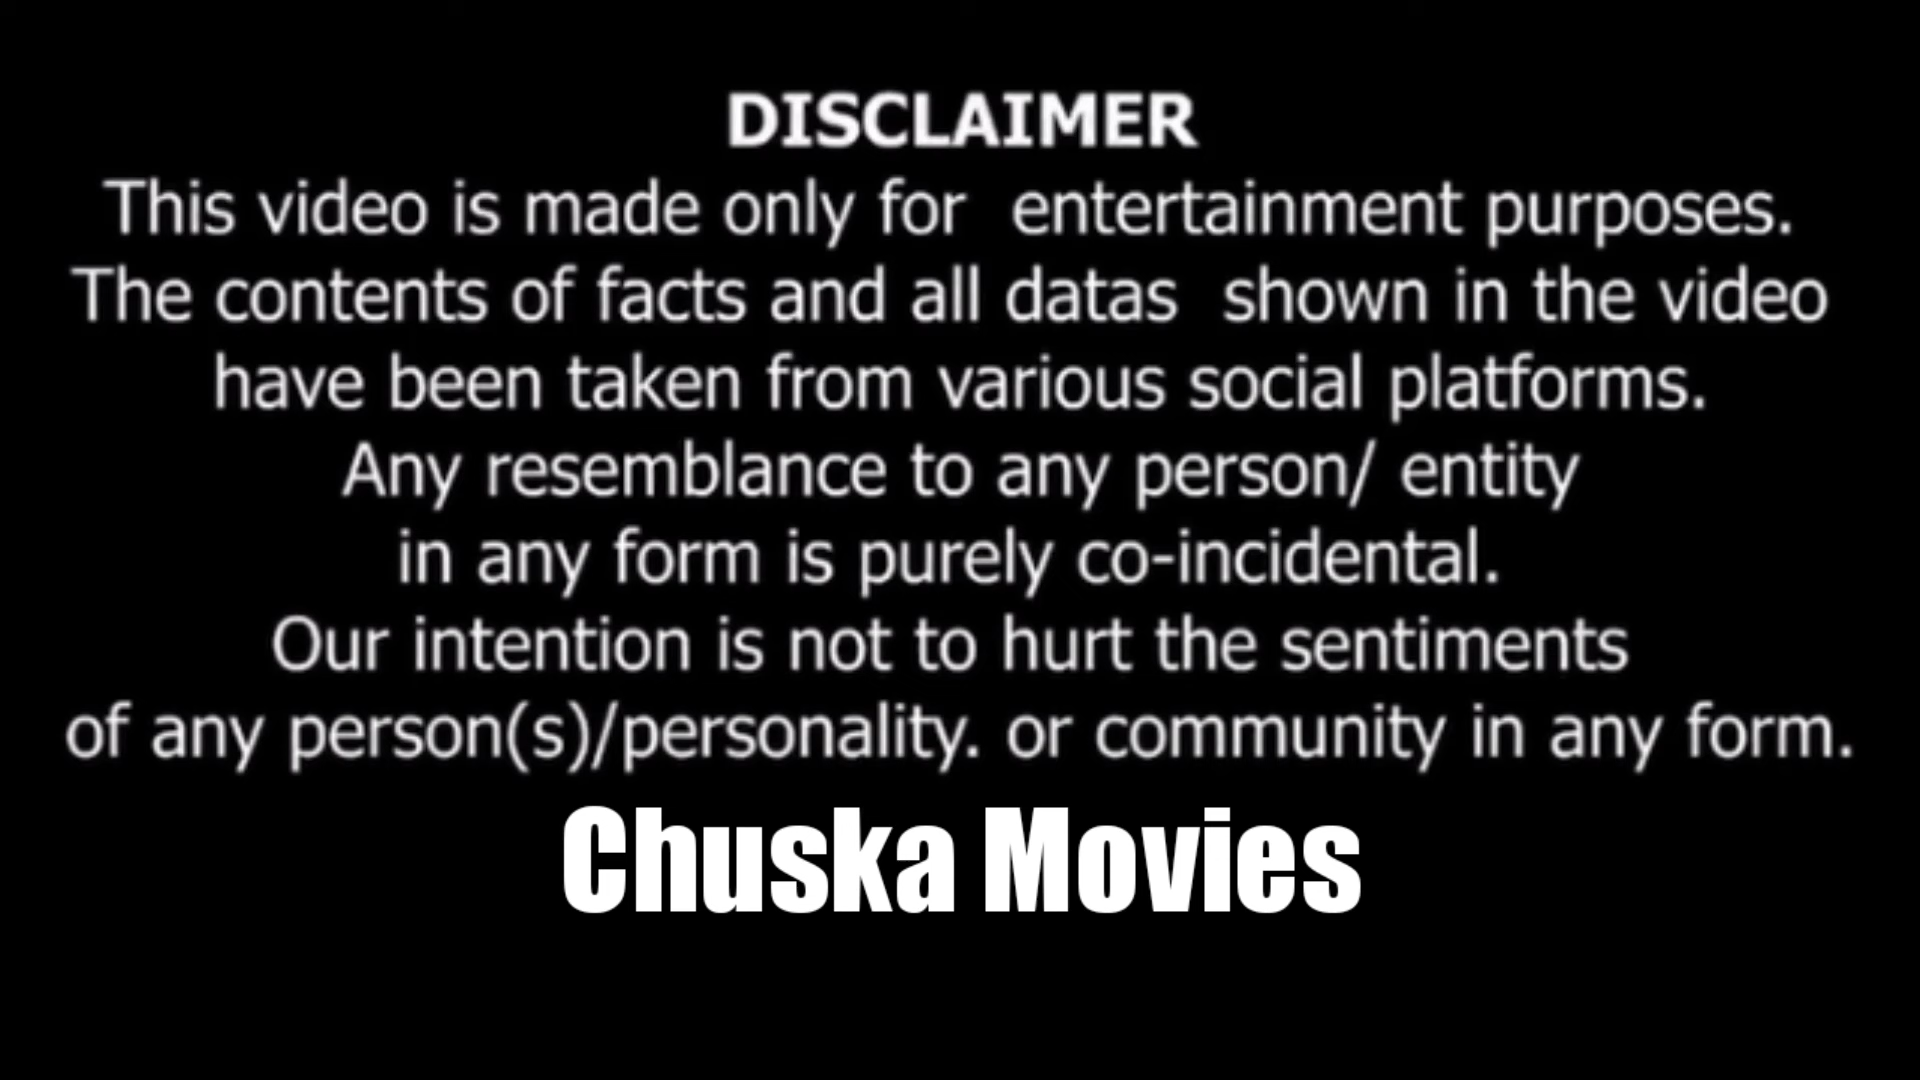 DISCLAIMER
This video is made only for entertainment purposes.
The contents of facts and all datas shown in the video
have been taken from various social platforms.
Any resemblance to any person/ entity
in any form is purely co-incidental.
Our intention is not to hurt the sentiments
of any person(s)/personality. or community in any form.
Chuska Movies